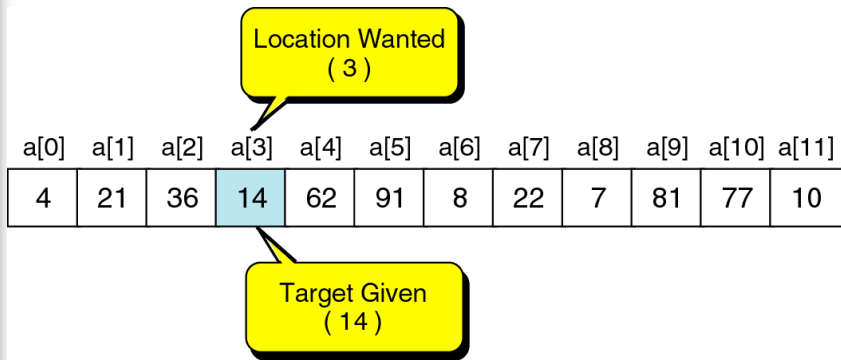 Location Wanted
( 3 )
a[0] a[1] a[2] a[3] a[4] a[5] a[6] a[7] a[8] a[9] a[10] a[11]
4 21 36 14 62 91 8 22 7 81 77 10
Target Given
( 14 )